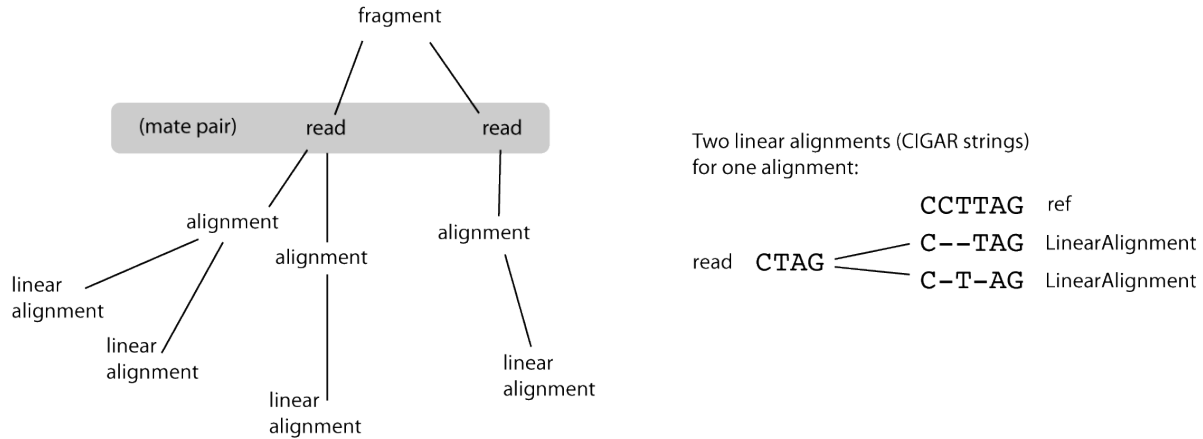 fragment
(mate pair) read read
alignment
alignment
alignment
linear
alignment
linear
alignment
linear
alignment
linear
alignment
Two linear alignments (CIGAR strings)
for one alignment:
CCTTAG ref
read CTAG
C--TAG LinearAlignment
C-T-AG LinearAlignment